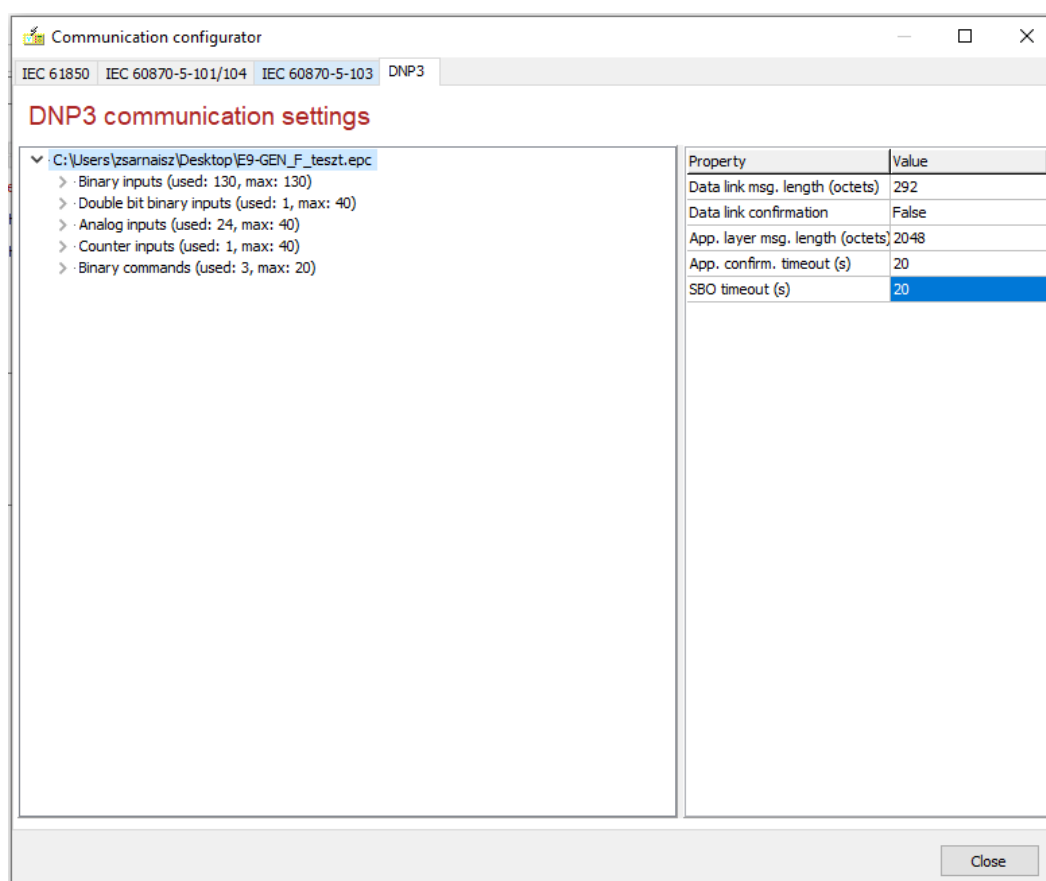 Communication configurator
IEC 61850 IEC 60870-5-101/104 IEC 60870-5-103 DNP3
DNP3 communication settings
C:\Users\zsarnaisz\Desktop\E9-GEN_F_teszt.epc
Binary inputs (used: 130, max: 130)
Double bit binary inputs (used: 1, max: 40)
Analog inputs (used: 24, max: 40)
Counter inputs (used: 1, max: 40)
Binary commands (used: 3, max: 20)
Property Value
Data link msg. length (octets) 292
Data link confirmation False
App. layer msg. length (octets) 2048
App. confirm. timeout (s) 20
SBO timeout (s) 20
Close